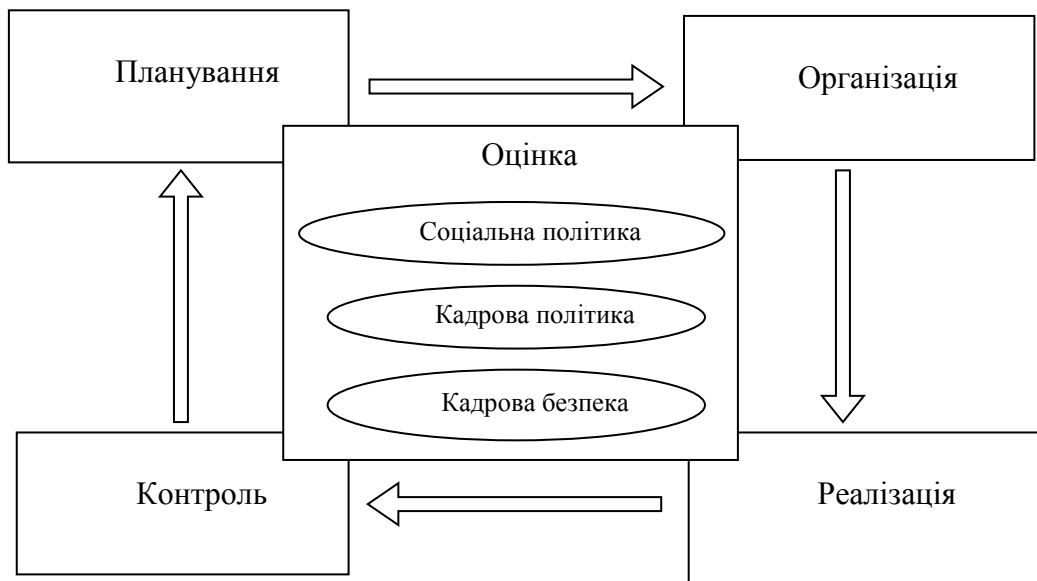 Планування
Організація
Оцінка
Соціальна політика
Кадрова політика
Кадрова безпека
Контроль
Реалізація